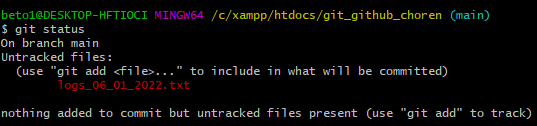 beto1@DESKTOP-HFTIOCI MINGW64 /c/xampp/htdocs/git_github_choren (main)
$ git status
On branch main
Untracked files:
  (use "git add <file>..." to include in what will be committed)
        logs_06_01_2022.txt

nothing added to commit but untracked files present (use "git add" to track)